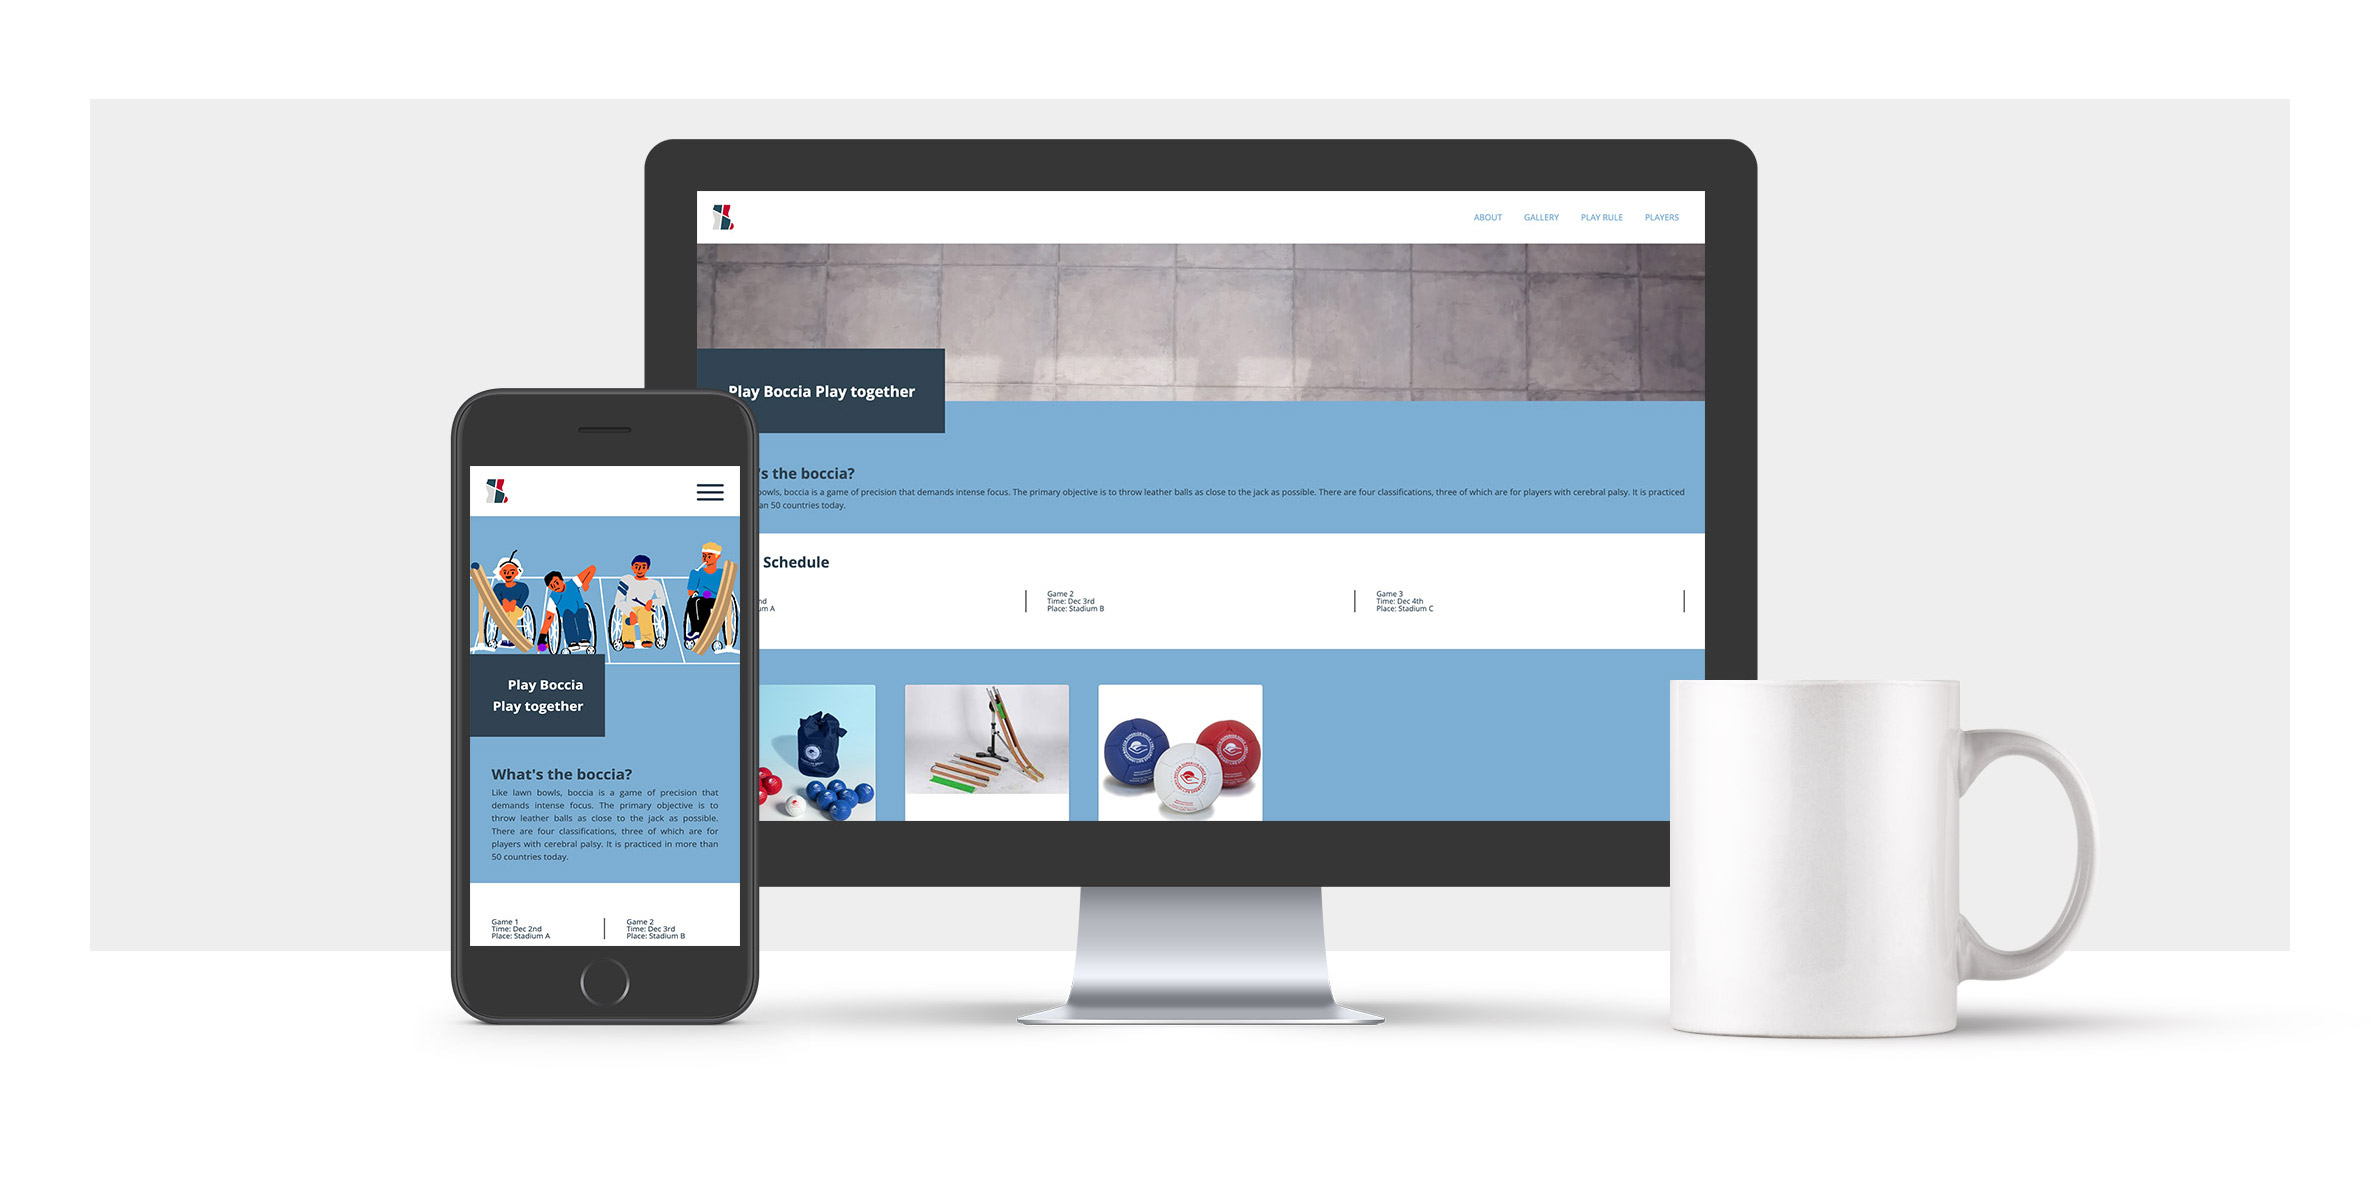 ABOUT GALLERY PLAY RULE PLAYERS
Play Boccia Play together
's the boccia?
bowls, boccia is a game of precision that demands intense focus. The primary objective is to throw leather balls as close to the jack as possible. There are four classifications, three of which are for players with cerebral palsy. It is practiced
an 50 countries today.
Schedule
Game 2
Time: Dec 3rd
Place: Stadium B
Game 3
Time: Dec 4th
Place: Stadium C
nd
um A
Play Boccia
Play together
What's the boccia?
Like lawn bowls, boccia is a game of precision that
demands intense focus. The primary objective is to
throw leather balls as close to the jack as possible.
There are four classifications, three of which are for
players with cerebral palsy. It is practiced in more than
50 countries today.
Game 1
Time: Dec 2nd
Place: Stadium A
Game 2
Time: Dec 3rd
Place: Stadium B